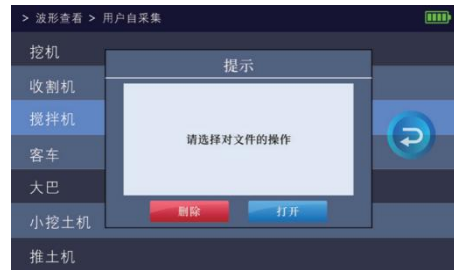 > 波形查看 > 用户自采集
挖机
提示
收割机
搅拌机
请选择对文件的操作
客车
大巴
删除
打开
小挖土机
推土机